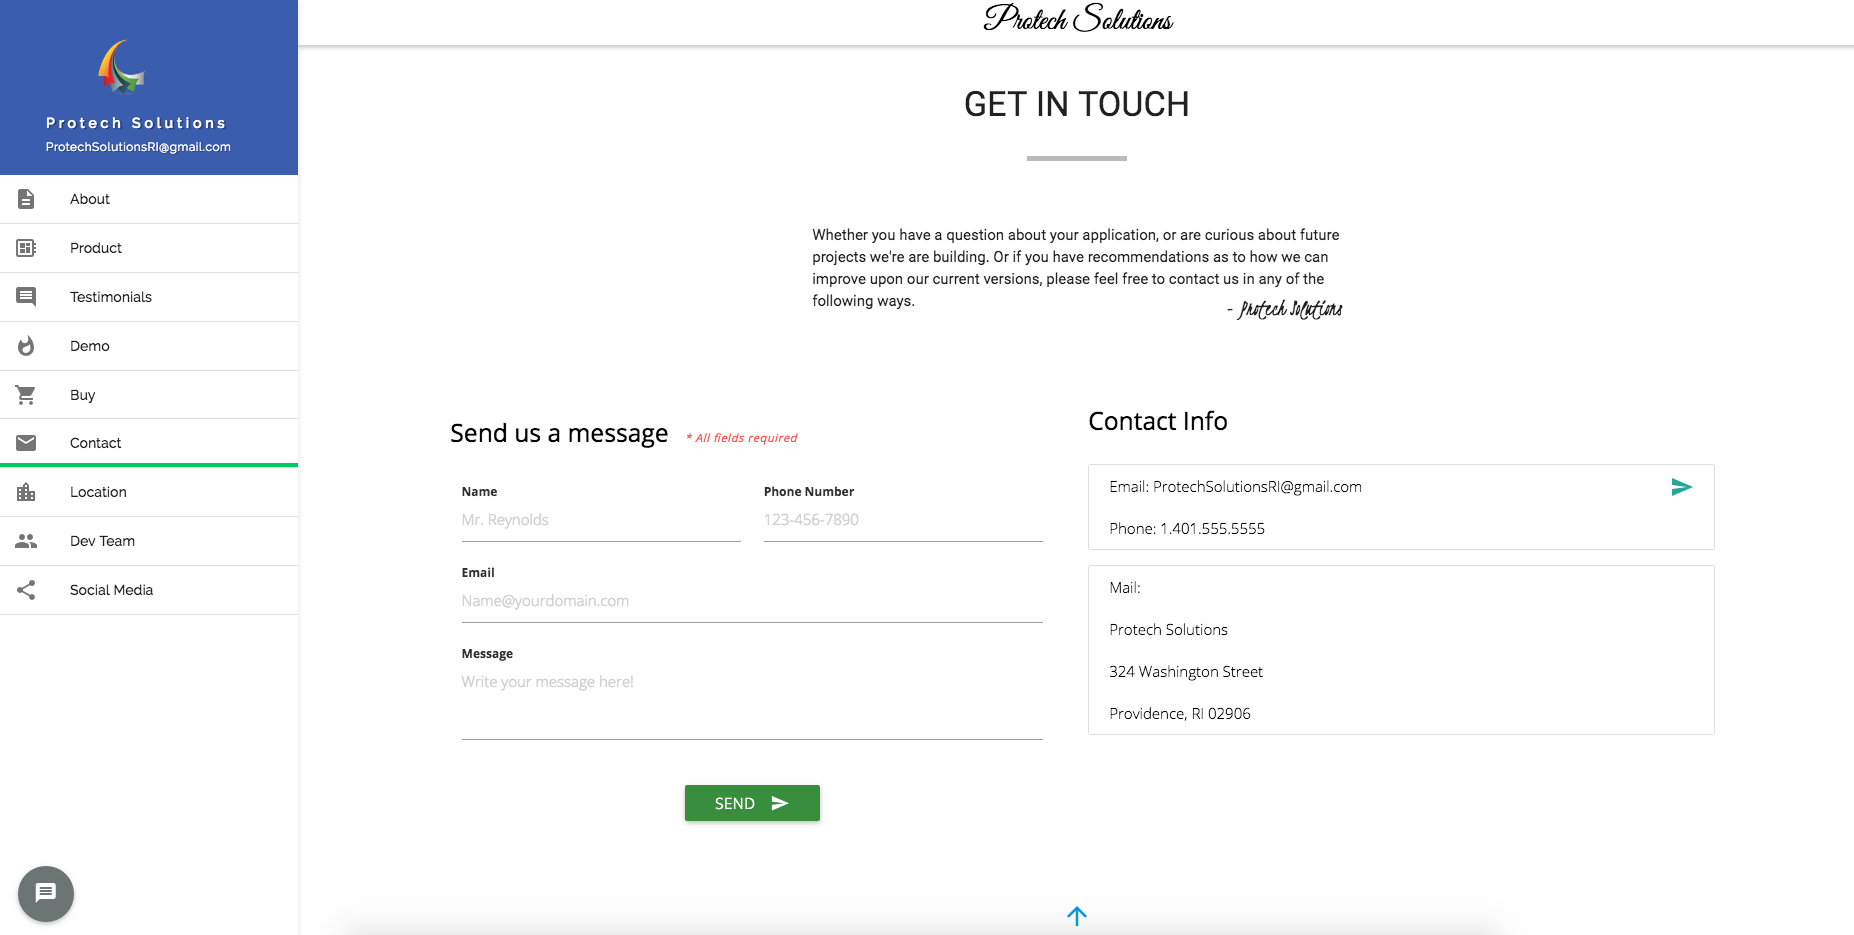 Protech Solutions
ProtechSolutionsRI@gmail.com
About
Product
Testimonials
Demo
Buy
Contact
Location
Dev Team
Social Media
Protech Solutions
GET IN TOUCH
Whether you have a question about your application, or are curious about future
projects we're are building. Or if you have recommendations as to how we can
improve upon our current versions, please feel free to contact us in any of the
following ways.
- Protech Solutions
Send us a message * All fields required
Name
Mr. Reynolds
Phone Number
123-456-7890
Email
Name@yourdomain.com
Message
Write your message here!
SEND
Contact Info
Email: ProtechSolutionsRI@gmail.com
Phone: 1.401.555.5555
Mail:
Protech Solutions
324 Washington Street
Providence, RI 02906